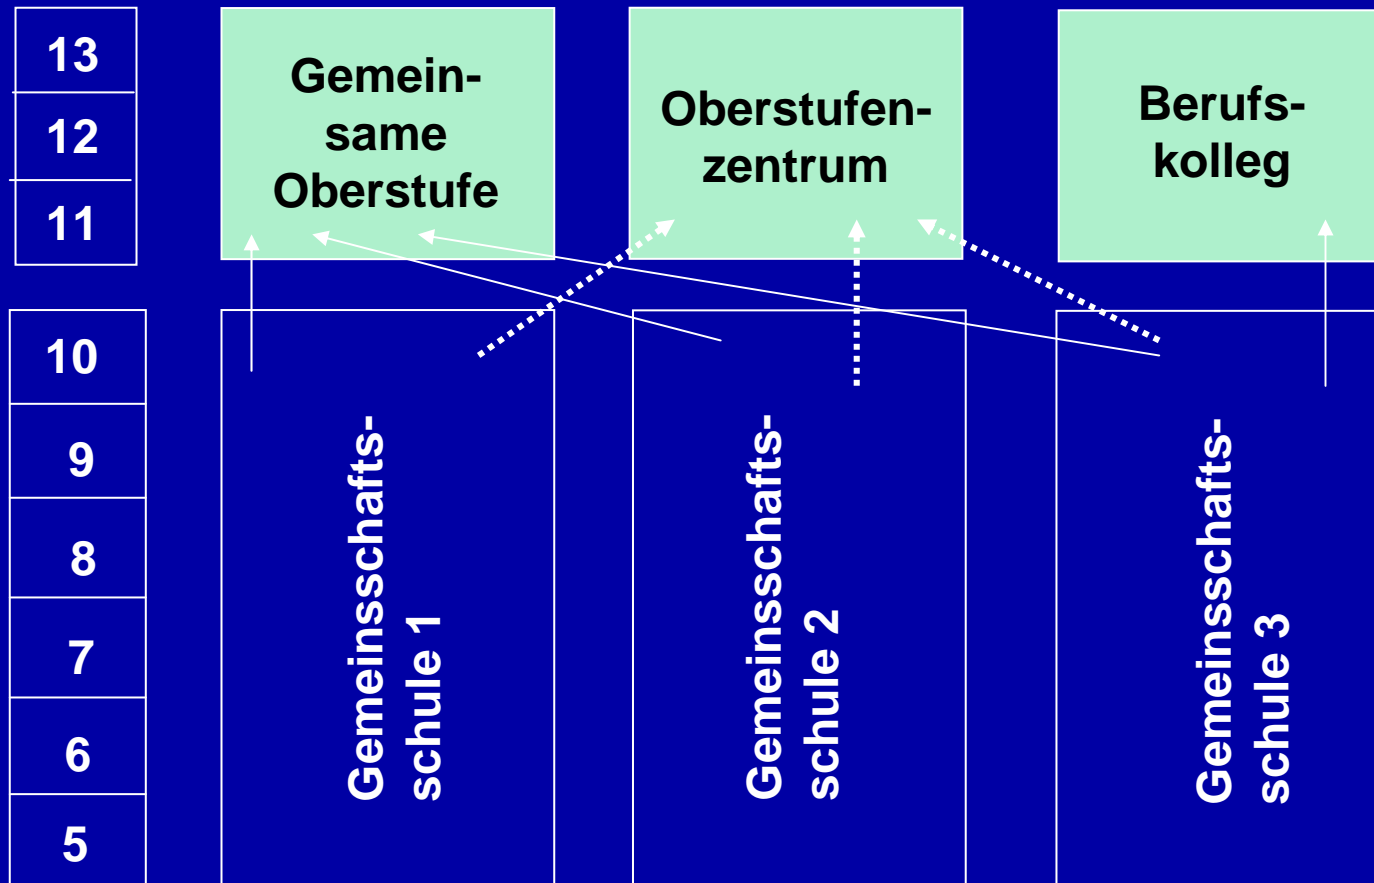 13
12
11
Gemein-
same
Oberstufe
Oberstufen-
zentrum
Berufs-
kolleg
10
9
8
7
6
5
Gemeinsschafts-
schule 1
Gemeinsschafts-
schule 2
Gemeinsschafts-
schule 3